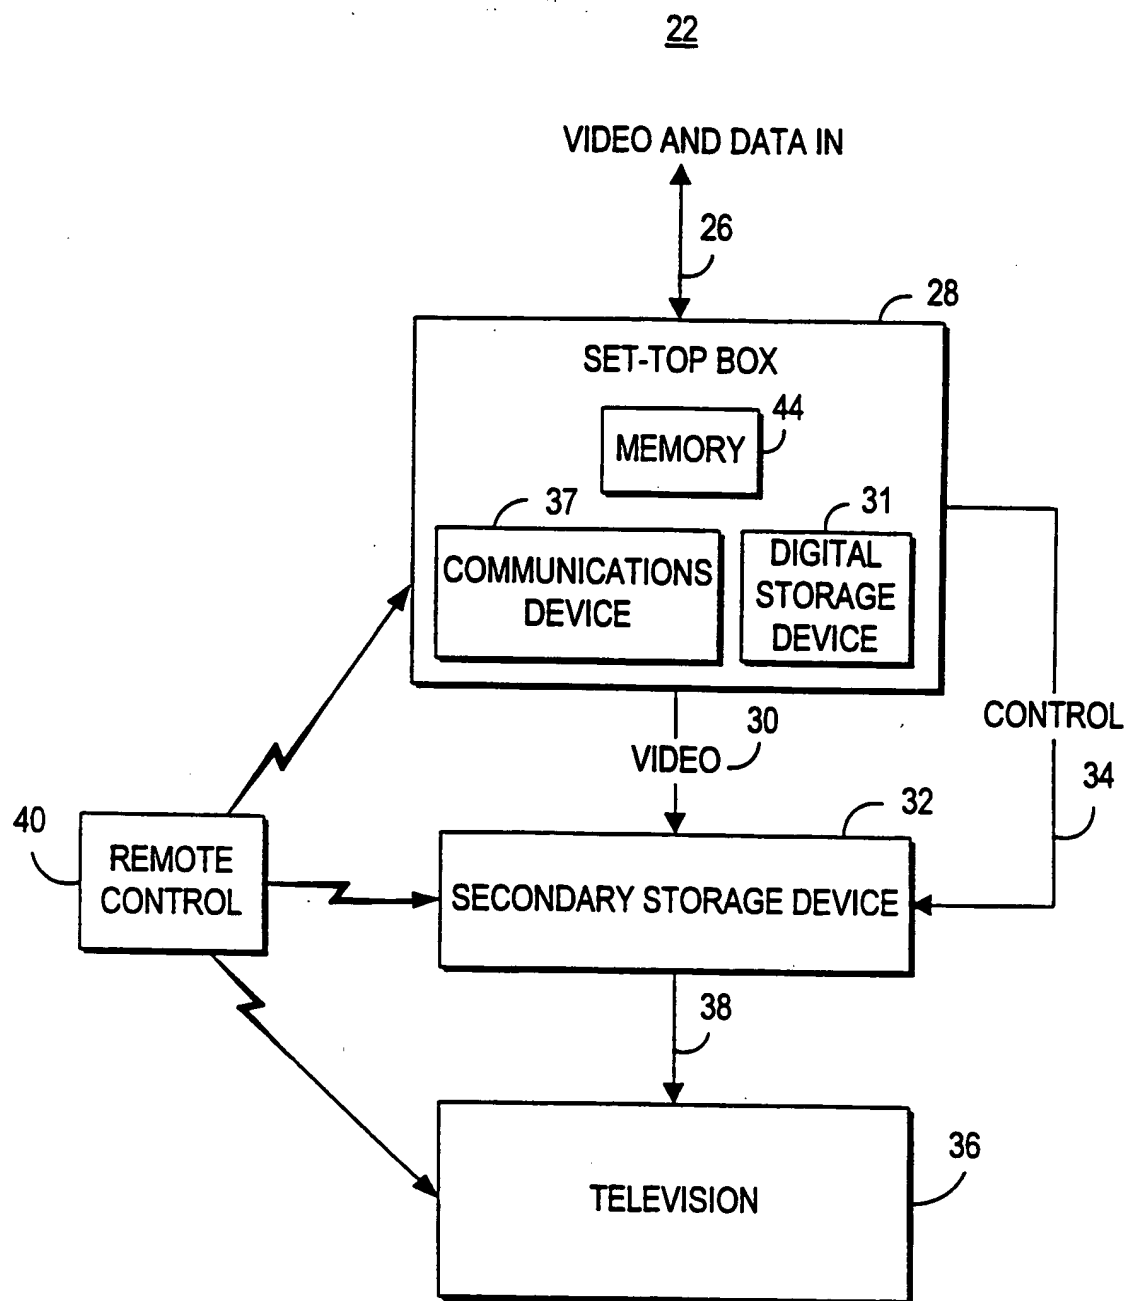 22
VIDEO AND DATA IN
26
28
SET-TOP BOX
44
MEMORY
37
31
COMMUNICATIONS
DEVICE
DIGITAL
STORAGE
DEVICE
30
VIDEO
CONTROL
34
32
40
REMOTE
CONTROL
SECONDARY STORAGE DEVICE
38
36
TELEVISION